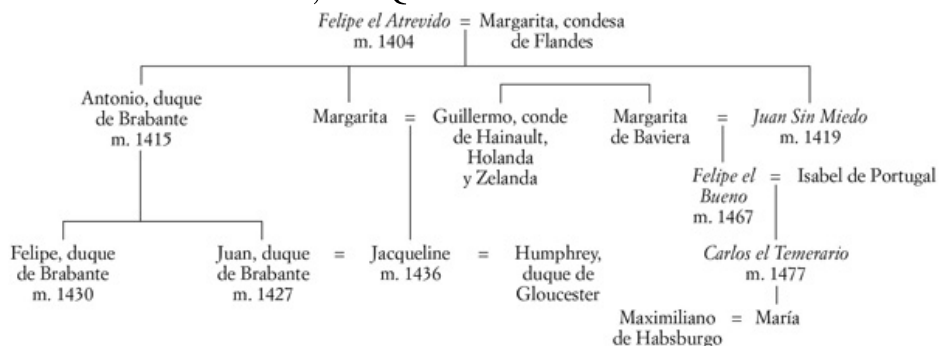 Felipe el Atrevido = Margarita, condesa
m. 1404 de Flandes
Antonio, duque
de Brabante
m. 1415
Margarita = Guillermo, conde
de Hainault,
Holanda
y Zelanda
Margarita = Juan Sin Miedo
de Baviera m. 1419
Felipe el = Isabel de Portugal
Bueno
m. 1467
Felipe, duque
de Brabante
m. 1430
Juan, duque = Jacqueline = Humphrey,
de Brabante m. 1436 duque de
m. 1427 Gloucester
Carlos el Temerario
m. 1477
Maximiliano = María
de Habsburgo